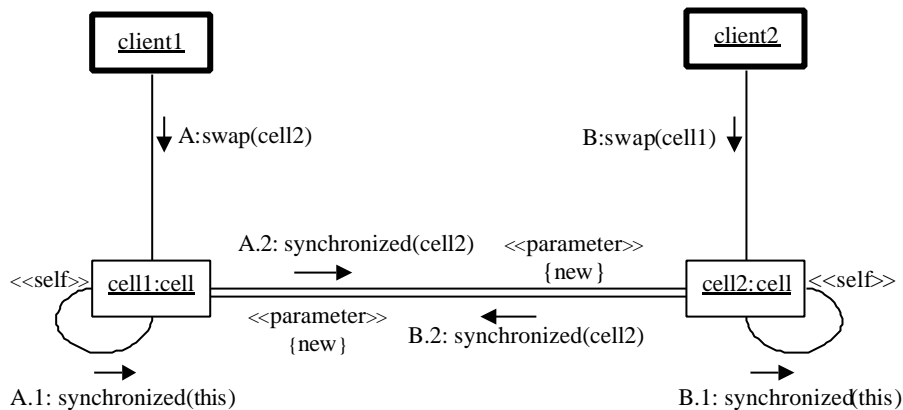 client1
client2
A:swap(cell2)
B:swap(cell1)
A.2: synchronized(cell2)
<<parameter>>
{new}
<<self>>
cell1:cell
cell2:cell
<<self>>
<<parameter>>
{new}
B.2: synchronized(cell2)
A.1: synchronized(this)
B.1: synchronized(this)